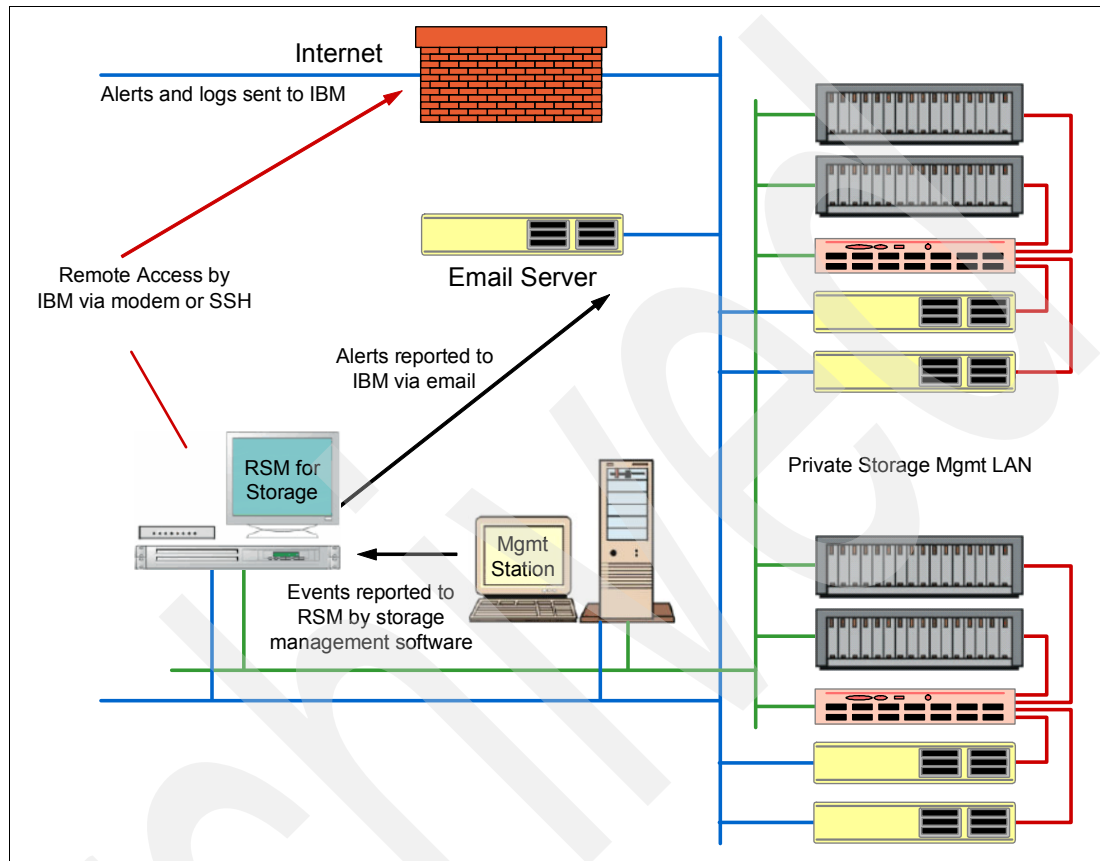 Internet
Alerts and logs sent to IBM
Remote Access by
IBM via modem or SSH
Email Server
Alerts reported to
IBM via email
RSM for
Storage
Mgmt
Station
Events reported to
RSM by storage
management software
Private Storage Mgmt LAN